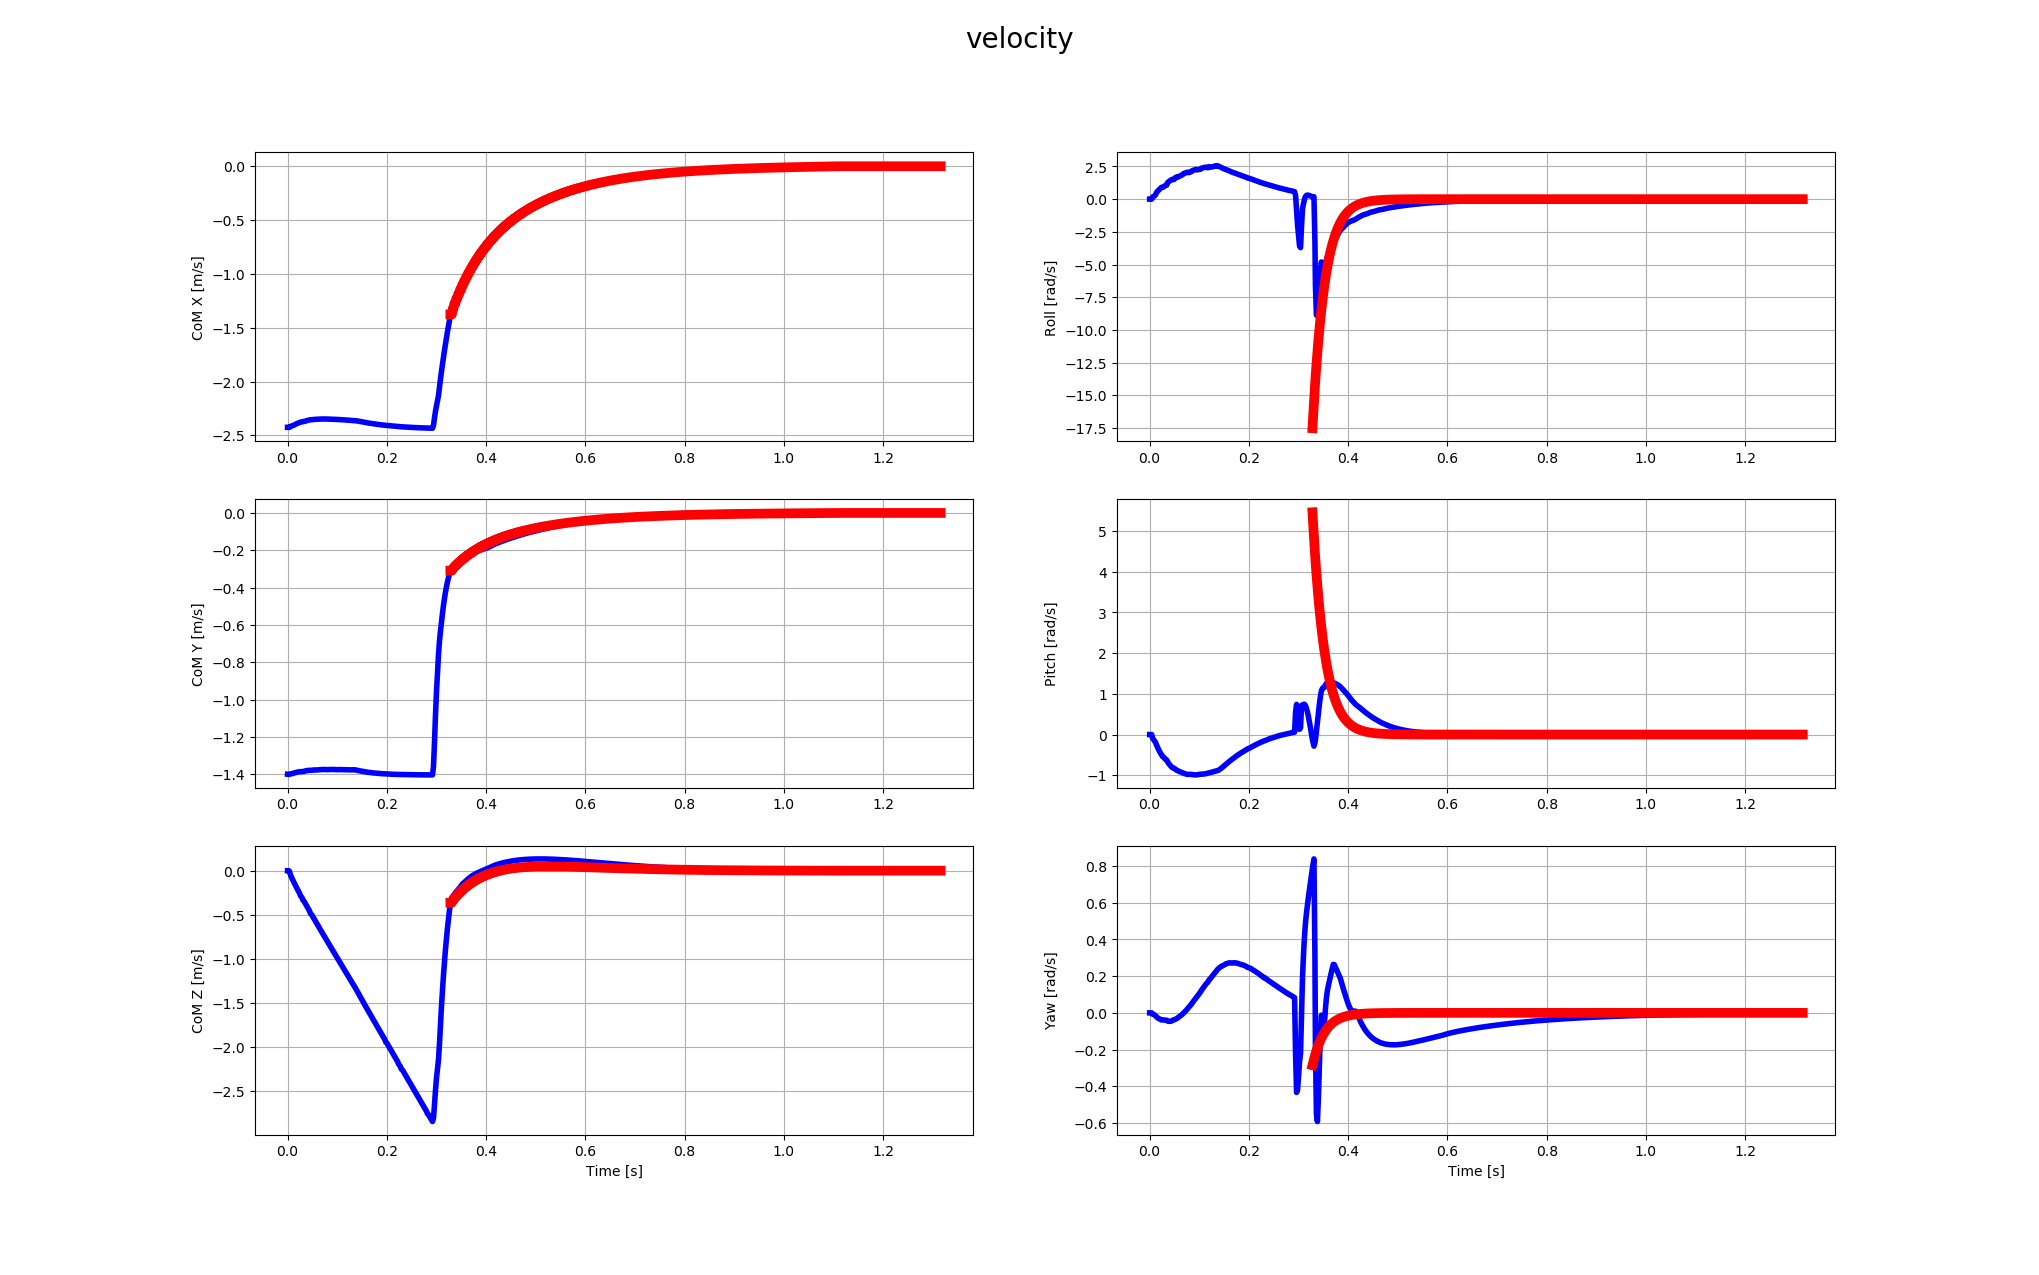 velocity
CoM X [m/s]
0.0
−0.5
−1.0
−1.5
−2.0
−2.5
0.0 0.2 0.4 0.6 0.8 1.0 1.2
Roll [rad/s]
2.5
0.0
−2.5
−5.0
−7.5
−10.0
−12.5
−15.0
−17.5
0.0 0.2 0.4 0.6 0.8 1.0 1.2
CoM Y [m/s]
0.0
−0.2
−0.4
−0.6
−0.8
−1.0
−1.2
−1.4
0.0 0.2 0.4 0.6 0.8 1.0 1.2
Pitch [rad/s]
5
4
3
2
1
0
−1
0.0 0.2 0.4 0.6 0.8 1.0 1.2
CoM Z [m/s]
0.0
−0.5
−1.0
−1.5
−2.0
−2.5
0.0 0.2 0.4 0.6 0.8 1.0 1.2
Time [s]
Yaw [rad/s]
0.8
0.6
0.4
0.2
0.0
−0.2
−0.4
−0.6
0.0 0.2 0.4 0.6 0.8 1.0 1.2
Time [s]